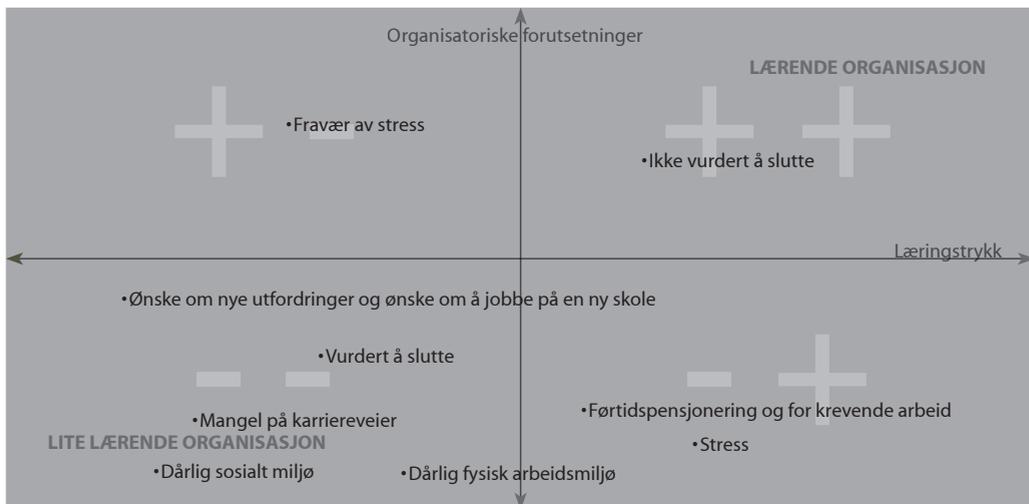 Organisatoriske forutsetninger
LÆRENDE ORGANISASJON
•Fravær av stress
•Ikke vurdert å slutte
Læringstrykk
•Ønske om nye utfordringer og ønske om å jobbe på en ny skole
•Vurdert å slutte
•Førtidspensjonering og for krevende arbeid
•Mangel på karriereveier
LITE LÆRENDE ORGANISASJON
•Stress
•Dårlig sosialt miljø
•Dårlig fysisk arbeidsmiljø